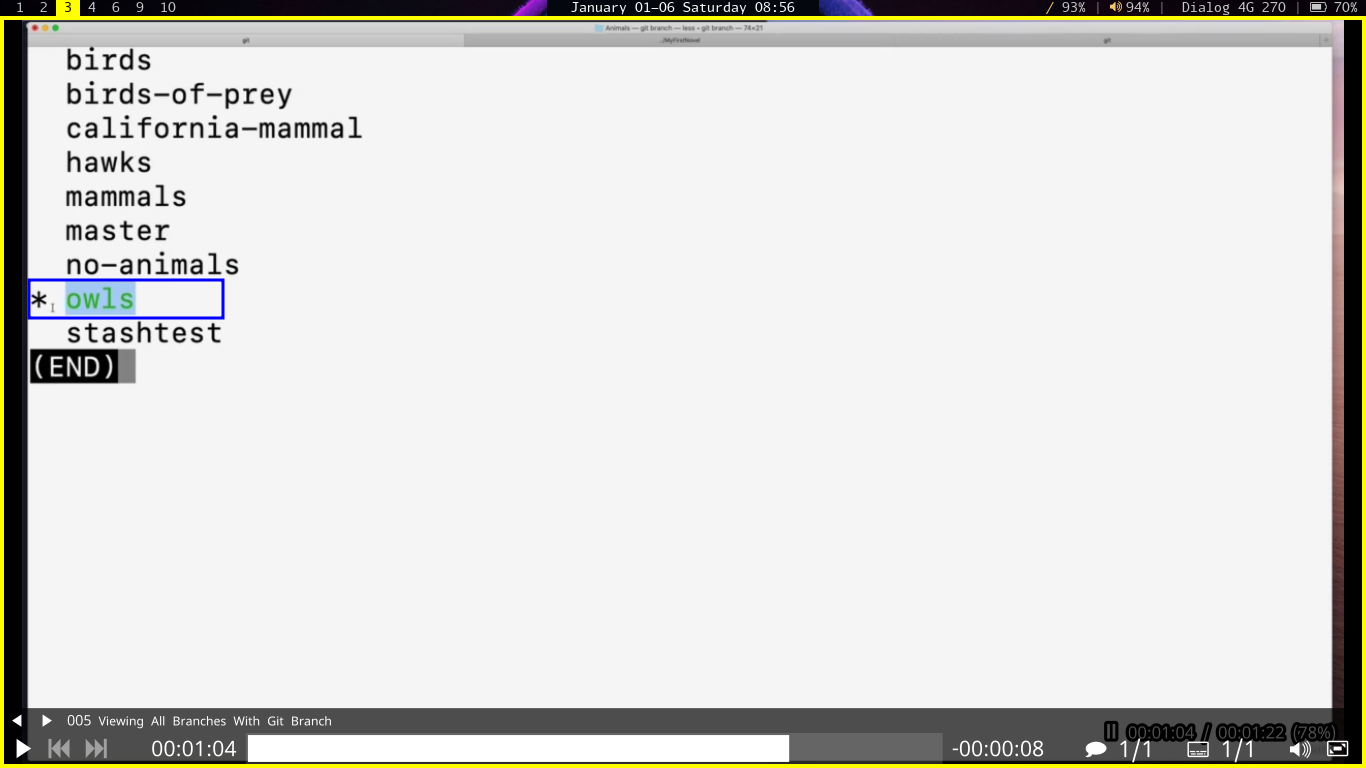 1 2 3 4 6 9 10 January 01-06 Saturday 08:56 / 93% | 94% | Dialog 4G 270 | 70%
Animals — git branch — less ◂ git branch — 74×21
git ../MyFirstNovel git
birds
birds-of-prey
california-mammal
hawks
mammals
master
no-animals
* owls
stashtest
(END)
005 Viewing All Branches With Git Branch
00:01:04 / 00:01:22 (78%)
00:01:04 -00:00:08 1/1 1/1